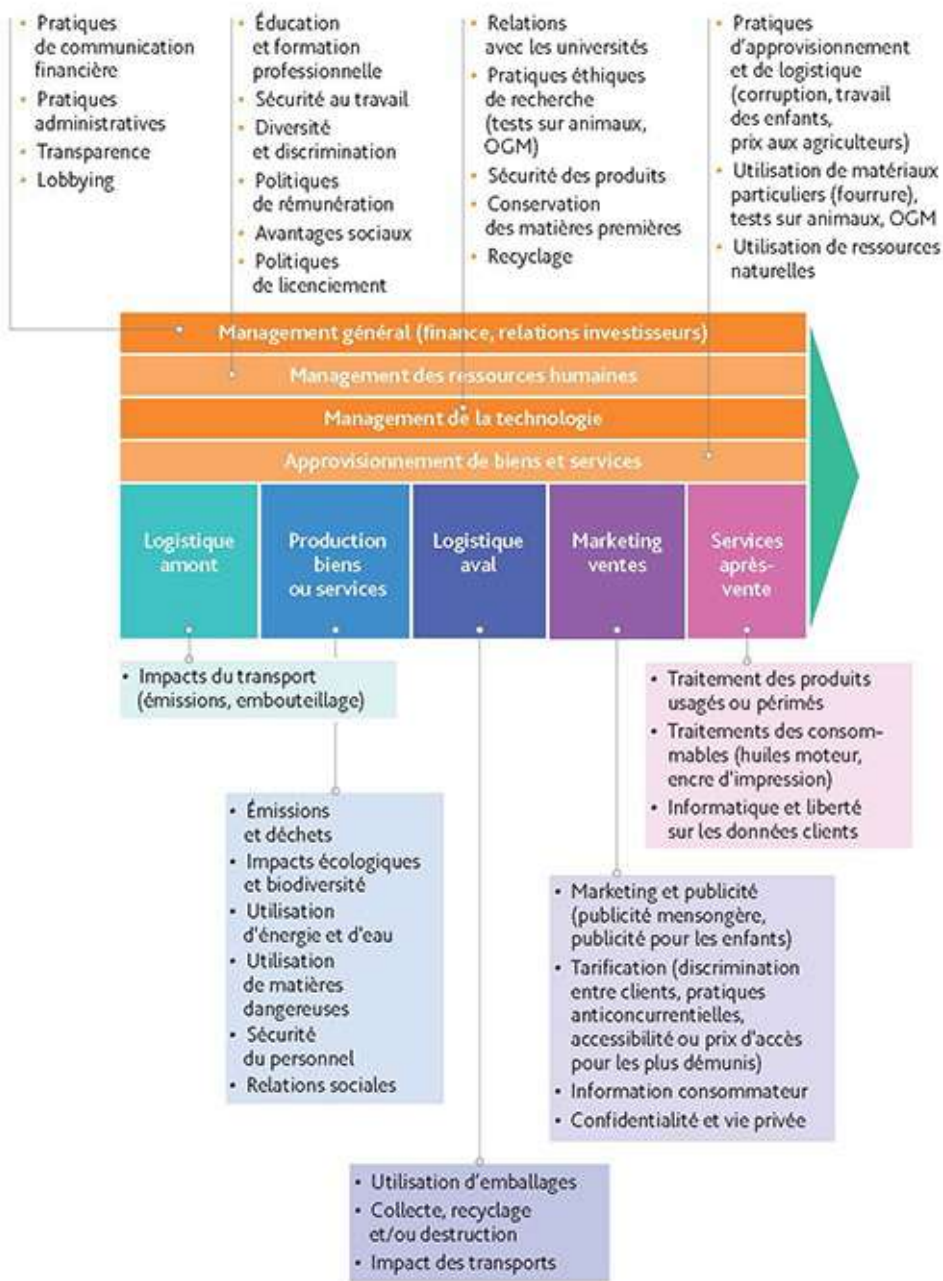 • Pratiques
de communication
financière
• Pratiques
administratives
• Transparence
• Lobbying
• Éducation
et formation
professionnelle
• Sécurité au travail
• Diversité
et discrimination
• Politiques
de rémunération
• Avantages sociaux
• Politiques
de licenciement
• Relations
avec les universités
• Pratiques éthiques
de recherche
(tests sur animaux,
OGM)
• Sécurité des produits
• Conservation
des matières premières
• Recyclage
• Pratiques
d'approvisionnement
et de logistique
(corruption, travail
des enfants,
prix aux agriculteurs)
• Utilisation de matériaux
particuliers (fourrure),
tests sur animaux, OGM
• Utilisation de ressources
naturelles
Management général (finance, relations investisseurs)
Management des ressources humaines
Management de la technologie
Approvisionnement de biens et services
Logistique
amont
Production
biens
ou services
Logistique
aval
Marketing
ventes
Services
après-
vente
• Impacts du transport
(émissions, embouteillage)
• Émissions
et déchets
• Impacts écologiques
et biodiversité
• Utilisation
d'énergie et d'eau
• Utilisation
de matières
dangereuses
• Sécurité
du personnel
• Relations sociales
• Utilisation d'emballages
• Collecte, recyclage
et/ou destruction
• Impact des transports
• Marketing et publicité
(publicité mensongère,
publicité pour les enfants)
• Tarification (discrimination
entre clients, pratiques
anticoncurrentielles,
accessibilité ou prix d'accès
pour les plus démunis)
• Information consommateur
• Confidentialité et vie privée
• Traitement des produits
usagés ou périmés
• Traitements des consom-
mables (huiles moteur,
encre d'impression)
• Informatique et liberté
sur les données clients